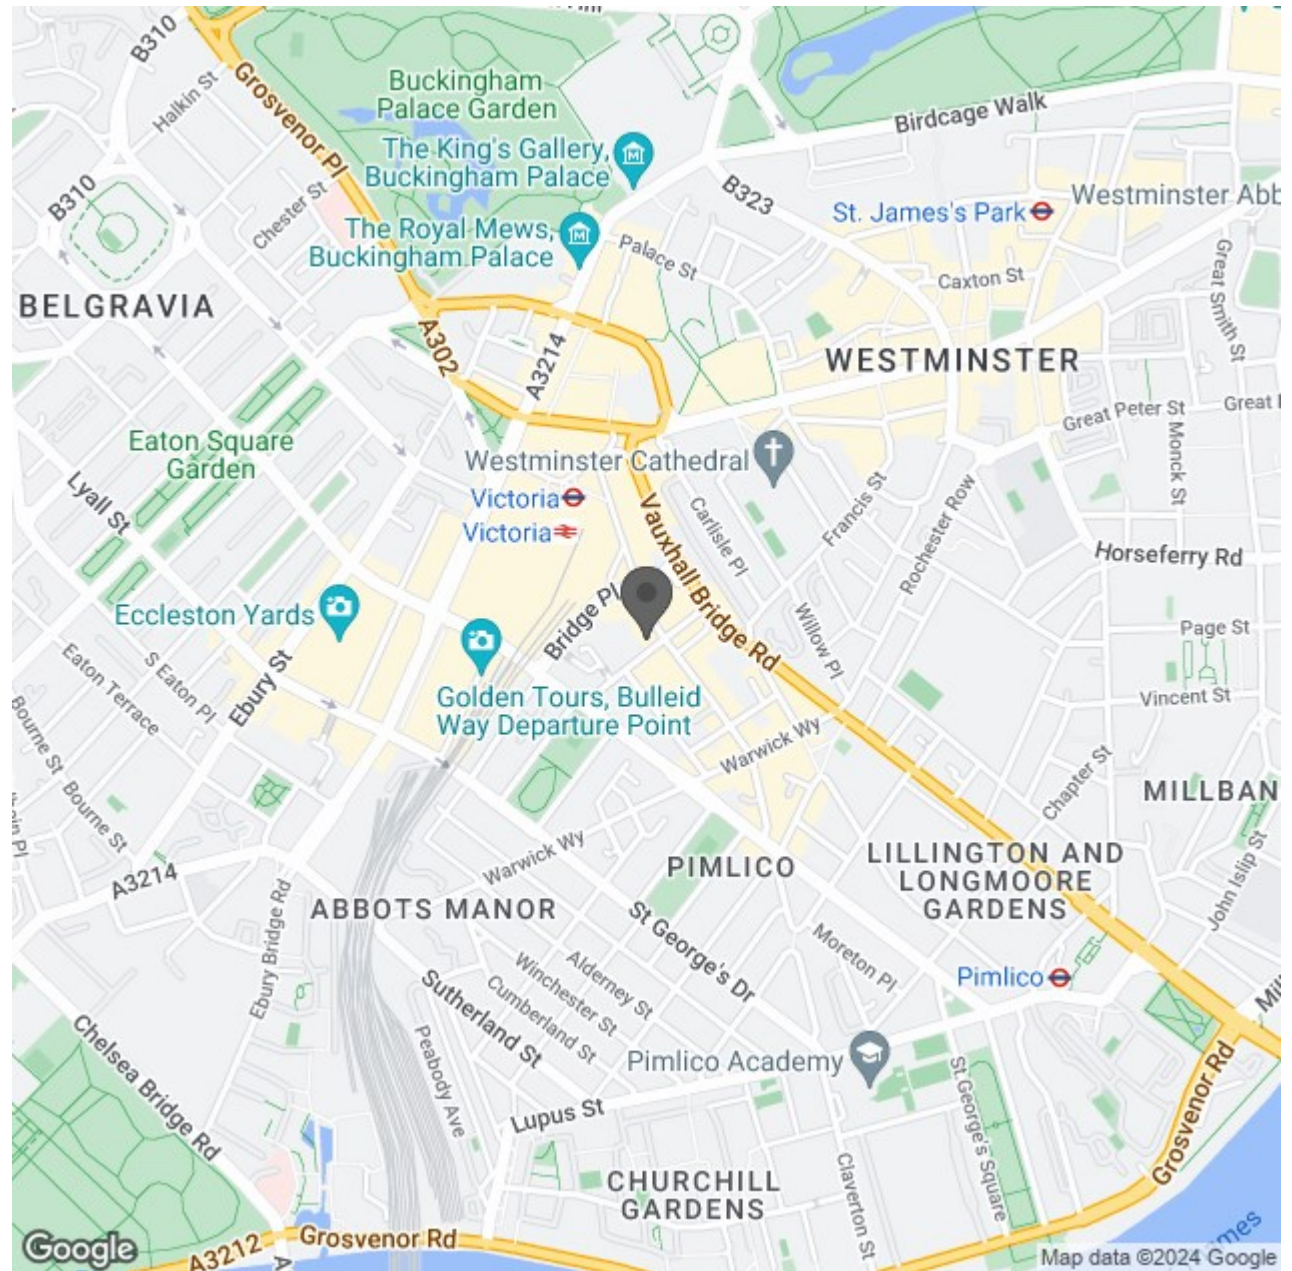 B310
Grosvenor Pl
Halkin St
Buckingham
Palace Garden
Birdcage Walk
The King's Gallery,
Buckingham Palace
B310
Chester St
B323
St. James's Park
Westminster Abb
The Royal Mews,
Buckingham Palace
Palace St
Caxton St
Great Smith St
BELGRAVIA
A302
A3214
WESTMINSTER
Great Peter St
Great
Monck St
Eaton Square
Garden
Westminster Cathedral
Lyall St
Victoria
Victoria
Vauxhall Bridge Rd
Carlisle Pl
Francis St
Rochester Row
Horseferry Rd
Bridge Pl
Eccleston Yards
Willow Pl
Page St
Eaton Terrace
S Eaton Pl
Ebury St
Golden Tours, Bulleid
Way Departure Point
Vincent St
Bourne St
Warwick Wy
Chapter St
MILLBAN
Bourne St
A3214
Warwick Wy
PIMLICO
LILLINGTON AND
LONGMOORE
GARDENS
John Islip St
ABBOTS MANOR
Ebury Bridge Rd
St George's Dr
Moreton Pl
Alderney St
Winchester St
Cumberland St
Sutherland St
Pimlico
Chelsea Bridge Rd
Peabody Ave
Pimlico Academy
St.George's Square
Grosvenor Rd
Lupus St
CHURCHILL
GARDENS
Claverton St
Grosvenor Rd
A3212
Google
Map data ©2024 Google